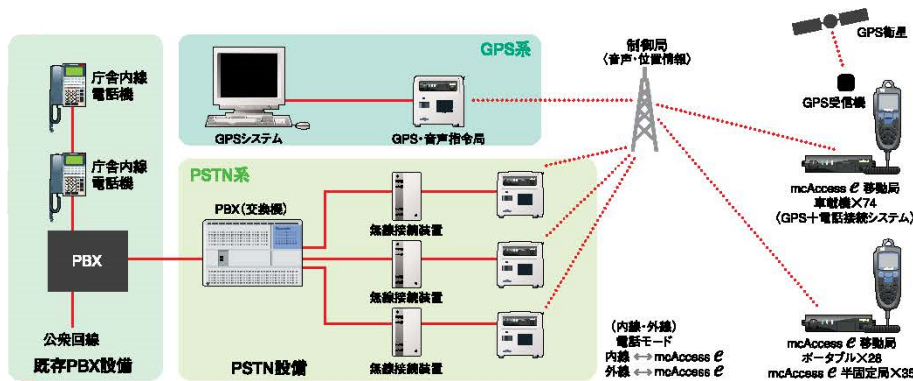 庁舎内線
電話機
庁舎内線
電話機
PBX
公衆回線
既存PBX設備
GPS系
GPSシステム
GPS・音声指令局
PSTN系
PBX(交換機)
無線接続装置
無線接続装置
無線接続装置
PSTN設備
制御局
〈音声・位置情報〉
(内線・外線)
電話モード
内線 ↔ mcAccess e
外線 ↔ mcAccess e
GPS衛星
GPS受信機
mcAccess e 移動局
車載機×74
(GPS+電話接続システム)
mcAccess e 移動局
ポータブル×28
mcAccess e 半固定局×35